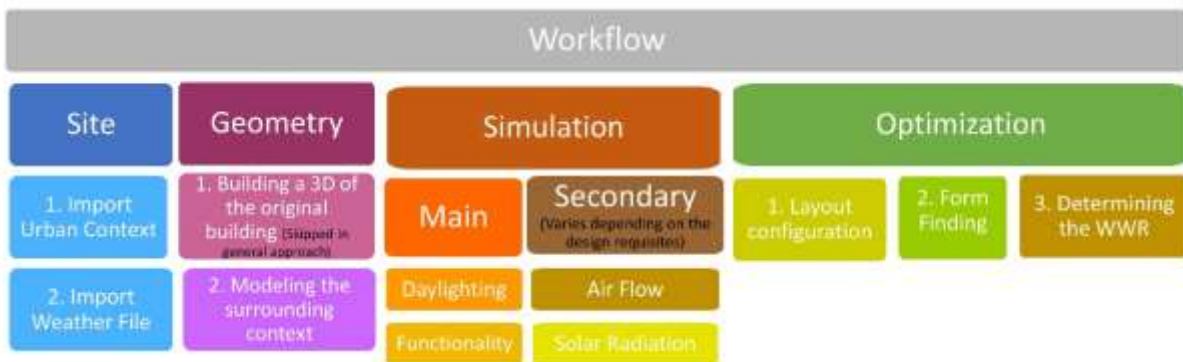 Workflow
Site
Geometry
Simulation
Optimization
1. Import
Urban Context
2. Import
Weather File
1. Building a 3D of
the original
building (Skipped in
general approach)
2. Modeling the
surrounding
context
Main
Secondary
(Varies depending on the
design requisites)
Daylighting
Air Flow
Functionality
Solar Radiation
1. Layout
configuration
2. Form
Finding
3. Determining
the WWR